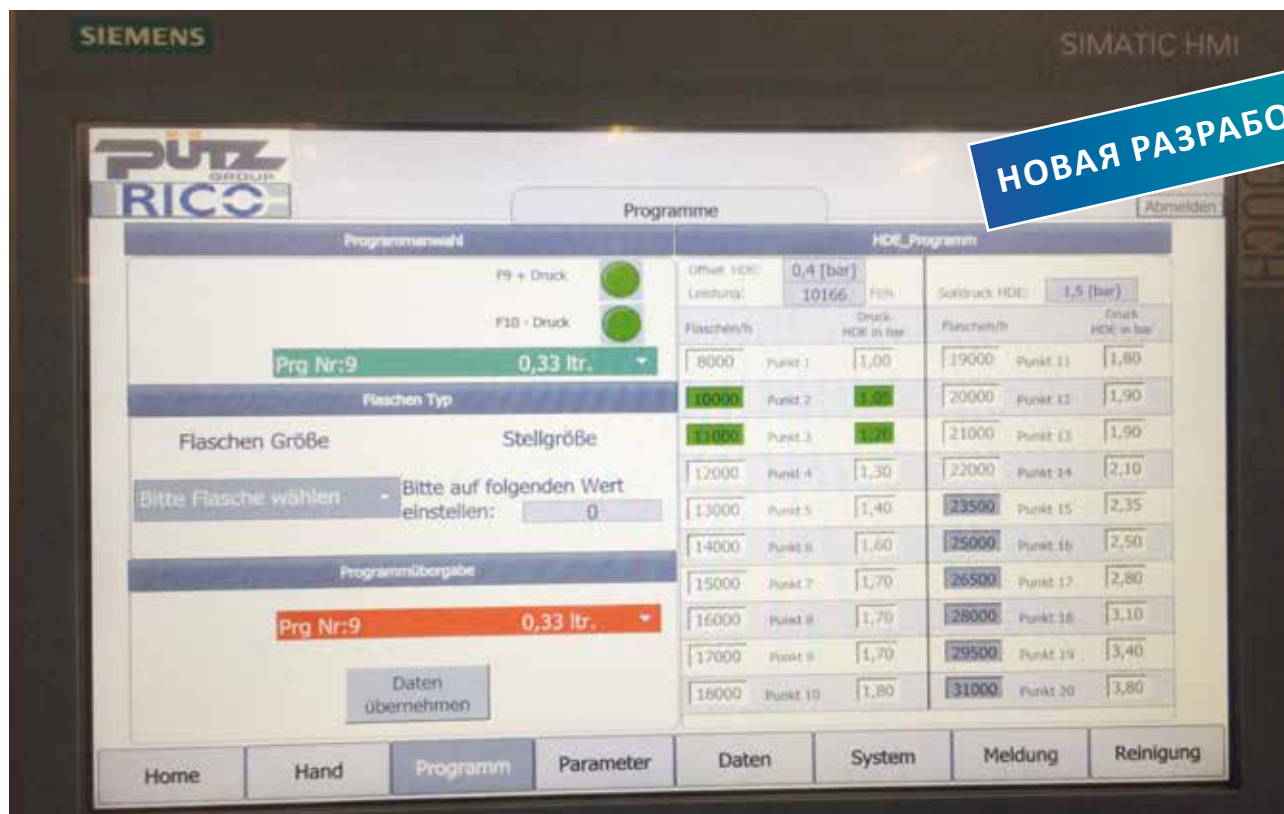 SIEMENS
SIMATIC HMI
НОВАЯ РАЗРАБО
PÜTZ
GROUP
RICO
Programme
Abmelden
Programmanwahl
HDE_Programm
F9 + Druck
F10 - Druck
Prg Nr:9 0,33 ltr.
Flaschen Typ
Flaschen Größe Stellgröße
Bitte Flasche wählen
Bitte auf folgenden Wert
einstellen: 0
Programmübergabe
Prg Nr:9 0,33 ltr.
Daten
übernehmen
Offset HDE: 0,4 [bar]
Leistung: 10166
Solldruck HDE: 1,5 (bar)
Flaschen/h Druck HDE in bar
8000 Punkt 1 1,00
10000 Punkt 2 1,05
11000 Punkt 3 1,20
12000 Punkt 4 1,30
13000 Punkt 5 1,40
14000 Punkt 6 1,60
15000 Punkt 7 1,70
16000 Punkt 8 1,70
17000 Punkt 9 1,70
18000 Punkt 10 1,80
Flaschen/h Druck HDE in bar
19000 Punkt 11 1,80
20000 Punkt 12 1,90
21000 Punkt 13 1,90
22000 Punkt 14 2,10
23500 Punkt 15 2,35
25000 Punkt 16 2,50
26500 Punkt 17 2,80
28000 Punkt 18 3,10
29500 Punkt 19 3,40
31000 Punkt 20 3,80
Home Hand Programm Parameter Daten System Meldung Reinigung